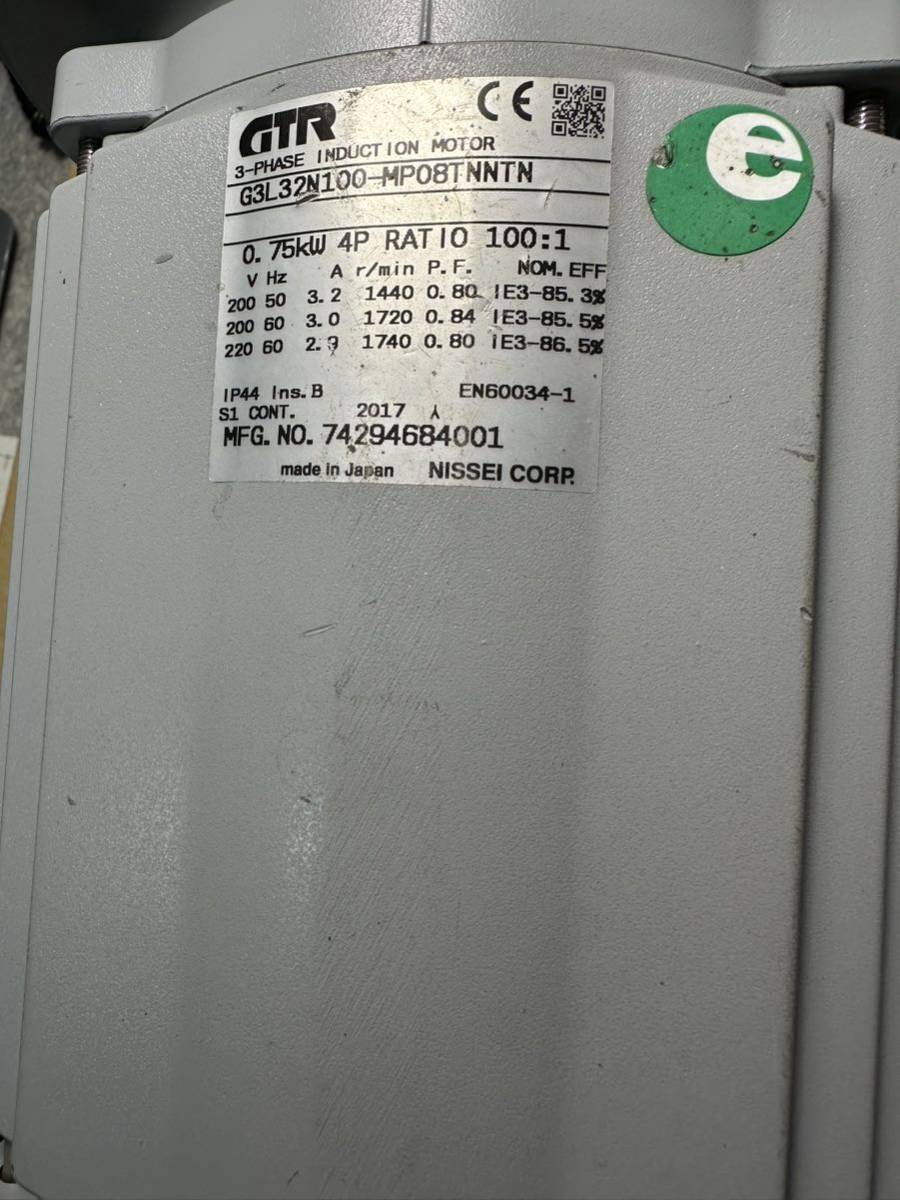 GTR CE
3-PHASE INDUCTION MOTOR
G3L32N100-MP08TNNTN
0.75kW 4P RATIO 100:1
V Hz A r/min P.F. NOM.EFF
200 50 3.2 1440 0.80 IE3-85.3%
200 60 3.0 1720 0.84 IE3-85.5%
220 60 2.9 1740 0.80 IE3-86.5%
IP44 Ins.B EN60034-1
S1 CONT. 2017 人
MFG.NO.74294684001
made in Japan NISSEI CORP.
e